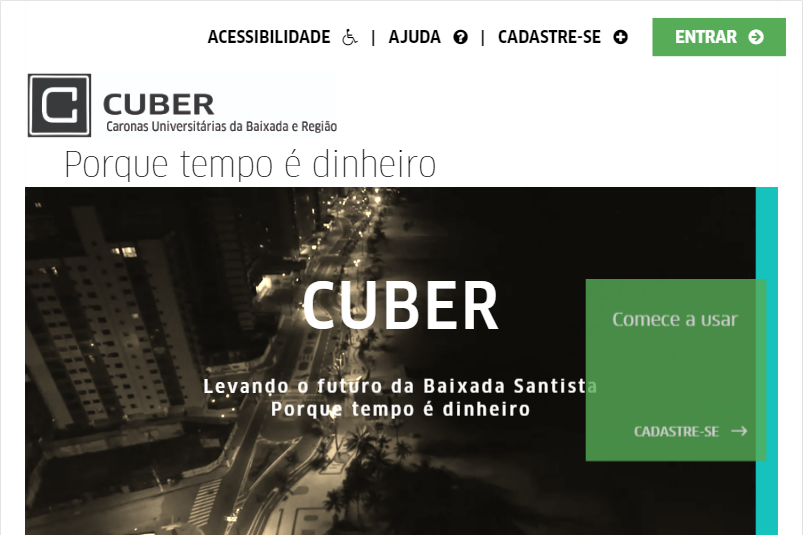 ACESSIBILIDADE | AJUDA | CADASTRE-SE ENTRAR
C CUBER
Caronas Universitárias da Baixada e Região
Porque tempo é dinheiro
CUBER
Comece a usar
Levando o futuro da Baixada Santista
Porque tempo é dinheiro
CADASTRE-SE